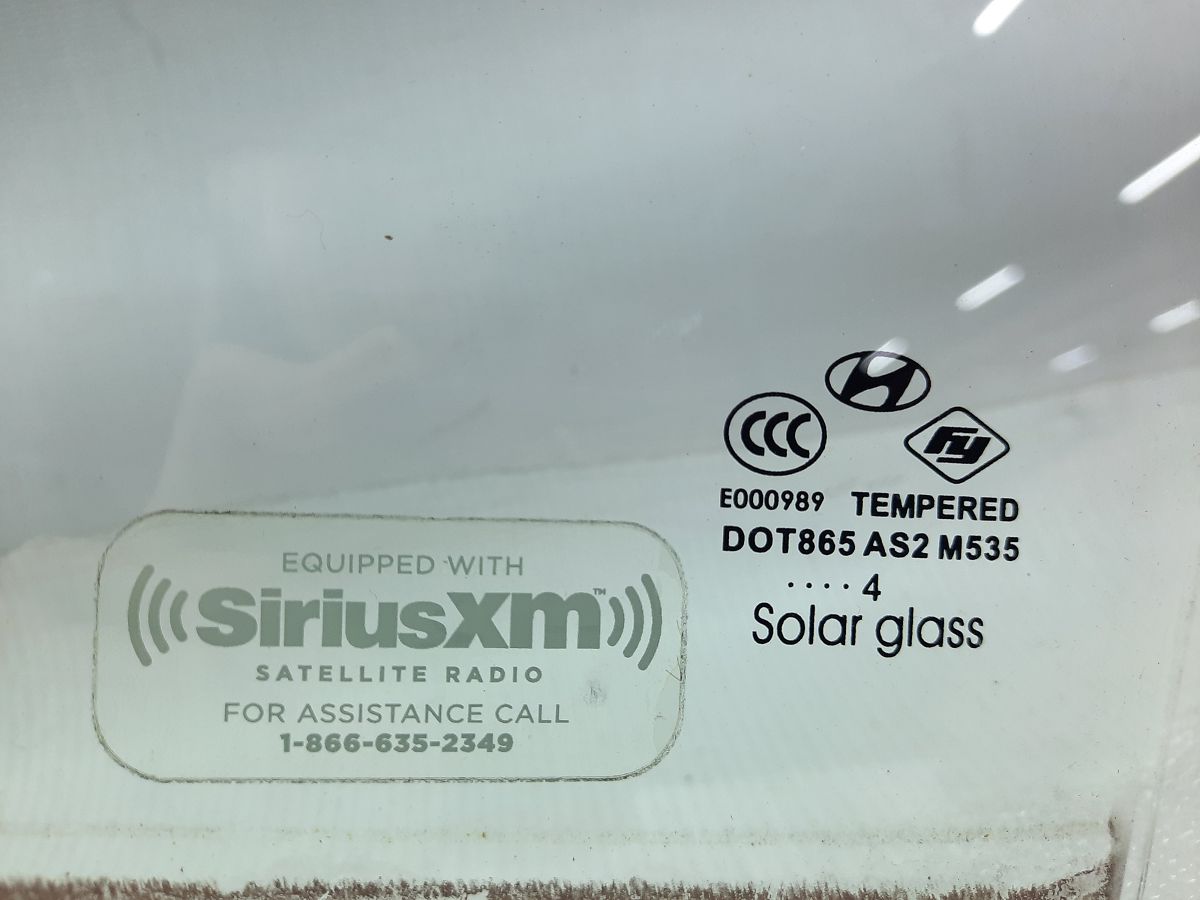 CCC
FY
E000989 TEMPERED
DOT865 AS2 M535
.... 4
Solar glass
EQUIPPED WITH
SiriusXm™
SATELLITE RADIO
FOR ASSISTANCE CALL
1-866-635-2349